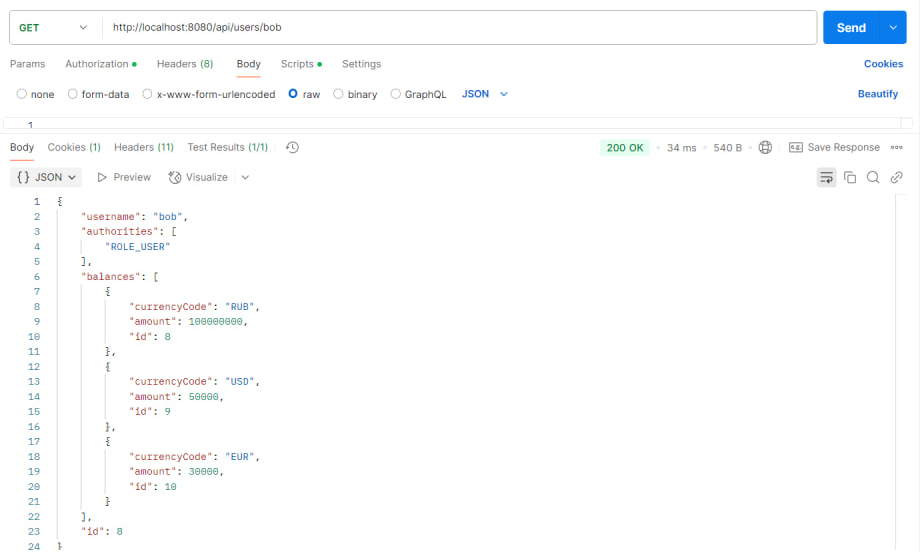 GET http://localhost:8080/api/users/bob Send
Params Authorization Headers (8) Body Scripts Settings Cookies
none form-data x-www-form-urlencoded raw binary GraphQL JSON Beautify
1
Body Cookies (1) Headers (11) Test Results (1/1) 200 OK 34 ms 540 B Save Response
{} JSON Preview Visualize
1 {
2 "username": "bob",
3 "authorities": [
4 "ROLE_USER"
5 ],
6 "balances": [
7 {
8 "currencyCode": "RUB",
9 "amount": 100000000,
10 "id": 8
11 },
12 {
13 "currencyCode": "USD",
14 "amount": 50000,
15 "id": 9
16 },
17 {
18 "currencyCode": "EUR",
19 "amount": 30000,
20 "id": 10
21 }
22 ],
23 "id": 8
24 }